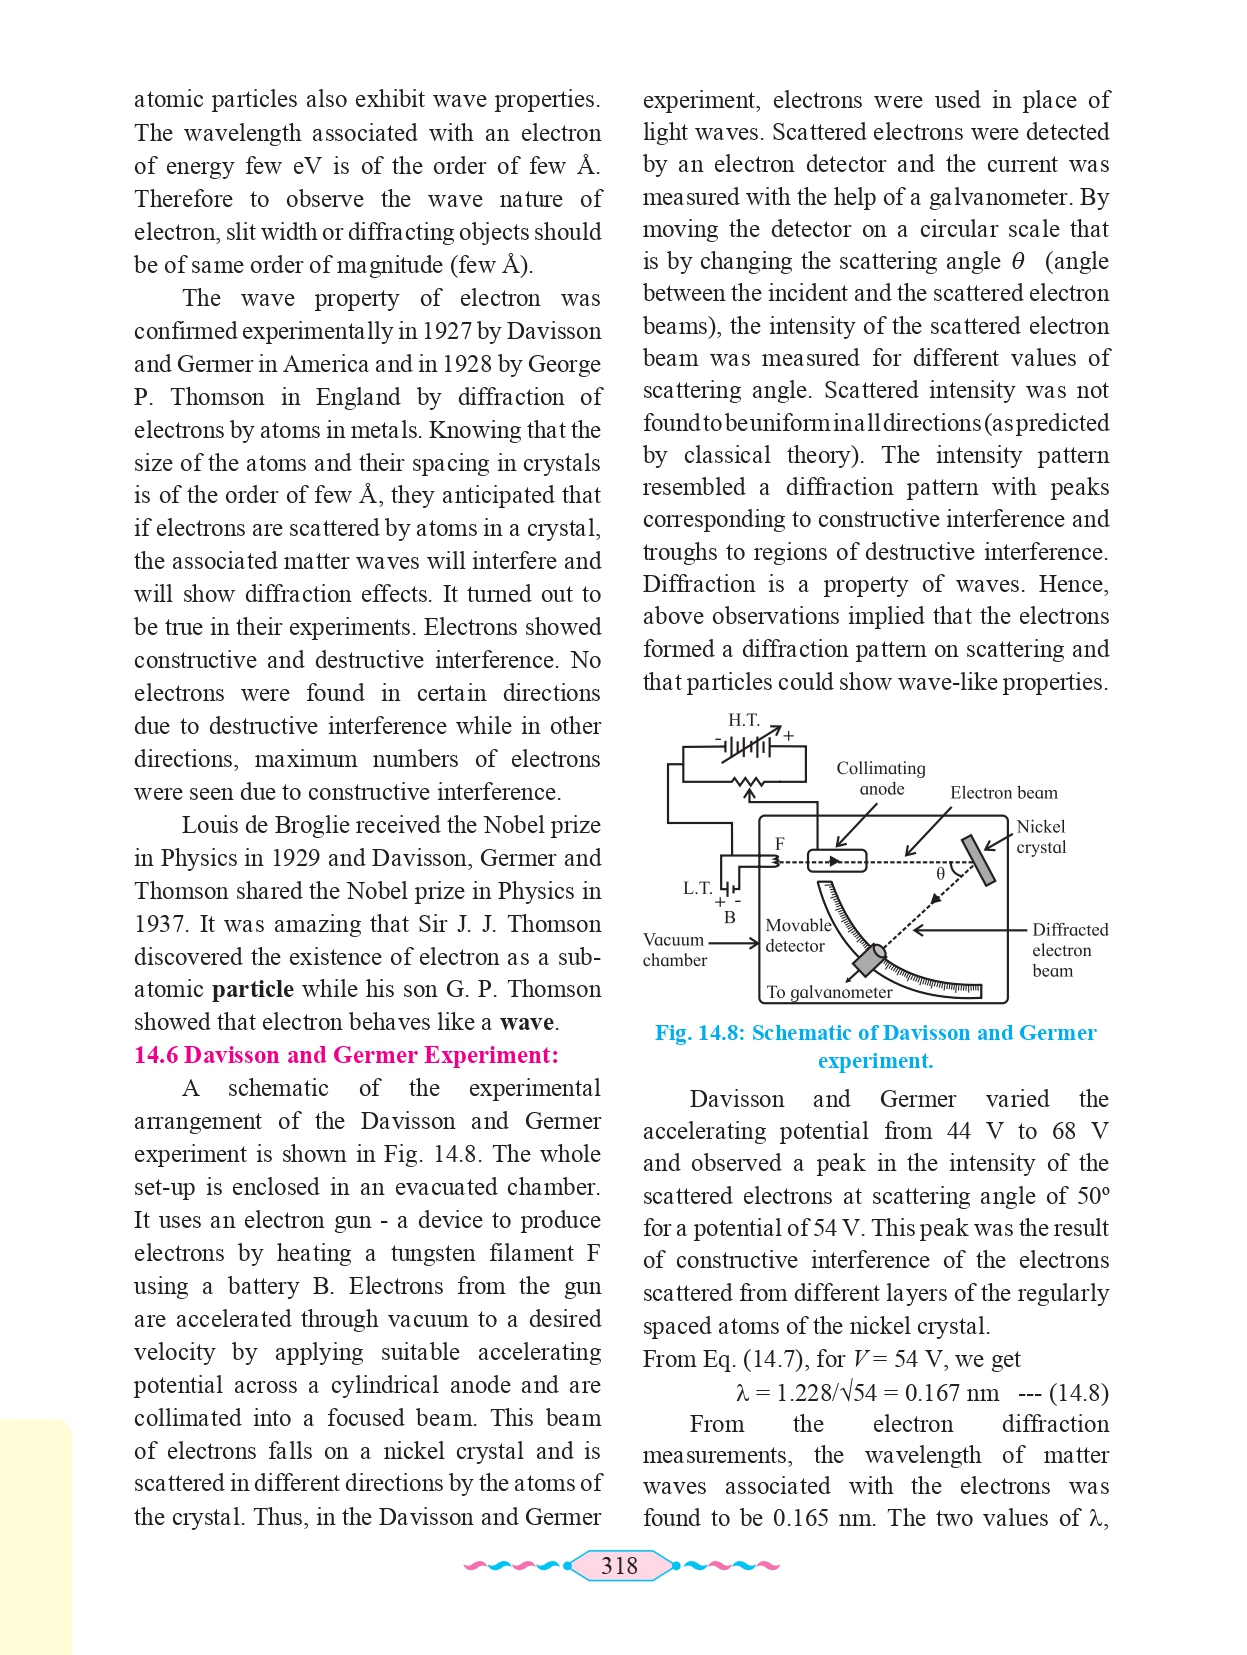 atomic particles also exhibit wave properties.
The wavelength associated with an electron
of energy few eV is of the order of few Å.
Therefore to observe the wave nature of
electron, slit width or diffracting objects should
be of same order of magnitude (few Å).
The wave property of electron was
confirmed experimentally in 1927 by Davisson
and Germer in America and in 1928 by George
P. Thomson in England by diffraction of
electrons by atoms in metals. Knowing that the
size of the atoms and their spacing in crystals
is of the order of few Å, they anticipated that
if electrons are scattered by atoms in a crystal,
the associated matter waves will interfere and
will show diffraction effects. It turned out to
be true in their experiments. Electrons showed
constructive and destructive interference. No
electrons were found in certain directions
due to destructive interference while in other
directions, maximum numbers of electrons
were seen due to constructive interference.
Louis de Broglie received the Nobel prize
in Physics in 1929 and Davisson, Germer and
Thomson shared the Nobel prize in Physics in
1937. It was amazing that Sir J. J. Thomson
discovered the existence of electron as a sub-
atomic particle while his son G. P. Thomson
showed that electron behaves like a wave.
14.6 Davisson and Germer Experiment:
A schematic of the experimental
arrangement of the Davisson and Germer
experiment is shown in Fig. 14.8. The whole
set-up is enclosed in an evacuated chamber.
It uses an electron gun - a device to produce
electrons by heating a tungsten filament F
using a battery B. Electrons from the gun
are accelerated through vacuum to a desired
velocity by applying suitable accelerating
potential across a cylindrical anode and are
collimated into a focused beam. This beam
of electrons falls on a nickel crystal and is
scattered in different directions by the atoms of
the crystal. Thus, in the Davisson and Germer
experiment, electrons were used in place of
light waves. Scattered electrons were detected
by an electron detector and the current was
measured with the help of a galvanometer. By
moving the detector on a circular scale that
is by changing the scattering angle θ (angle
between the incident and the scattered electron
beams), the intensity of the scattered electron
beam was measured for different values of
scattering angle. Scattered intensity was not
found to be uniform in all directions (as predicted
by classical theory). The intensity pattern
resembled a diffraction pattern with peaks
corresponding to constructive interference and
troughs to regions of destructive interference.
Diffraction is a property of waves. Hence,
above observations implied that the electrons
formed a diffraction pattern on scattering and
that particles could show wave-like properties.
H.T.
- +
Collimating
anode
Electron beam
Nickel
crystal
F
θ
L.T.
+ -
B
Movable
detector
Vacuum
chamber
Diffracted
electron
beam
To galvanometer
Fig. 14.8: Schematic of Davisson and Germer
experiment.
Davisson and Germer varied the
accelerating potential from 44 V to 68 V
and observed a peak in the intensity of the
scattered electrons at scattering angle of 50º
for a potential of 54 V. This peak was the result
of constructive interference of the electrons
scattered from different layers of the regularly
spaced atoms of the nickel crystal.
From Eq. (14.7), for V = 54 V, we get
λ = 1.228/√54 = 0.167 nm --- (14.8)
From the electron diffraction
measurements, the wavelength of matter
waves associated with the electrons was
found to be 0.165 nm. The two values of λ,
318